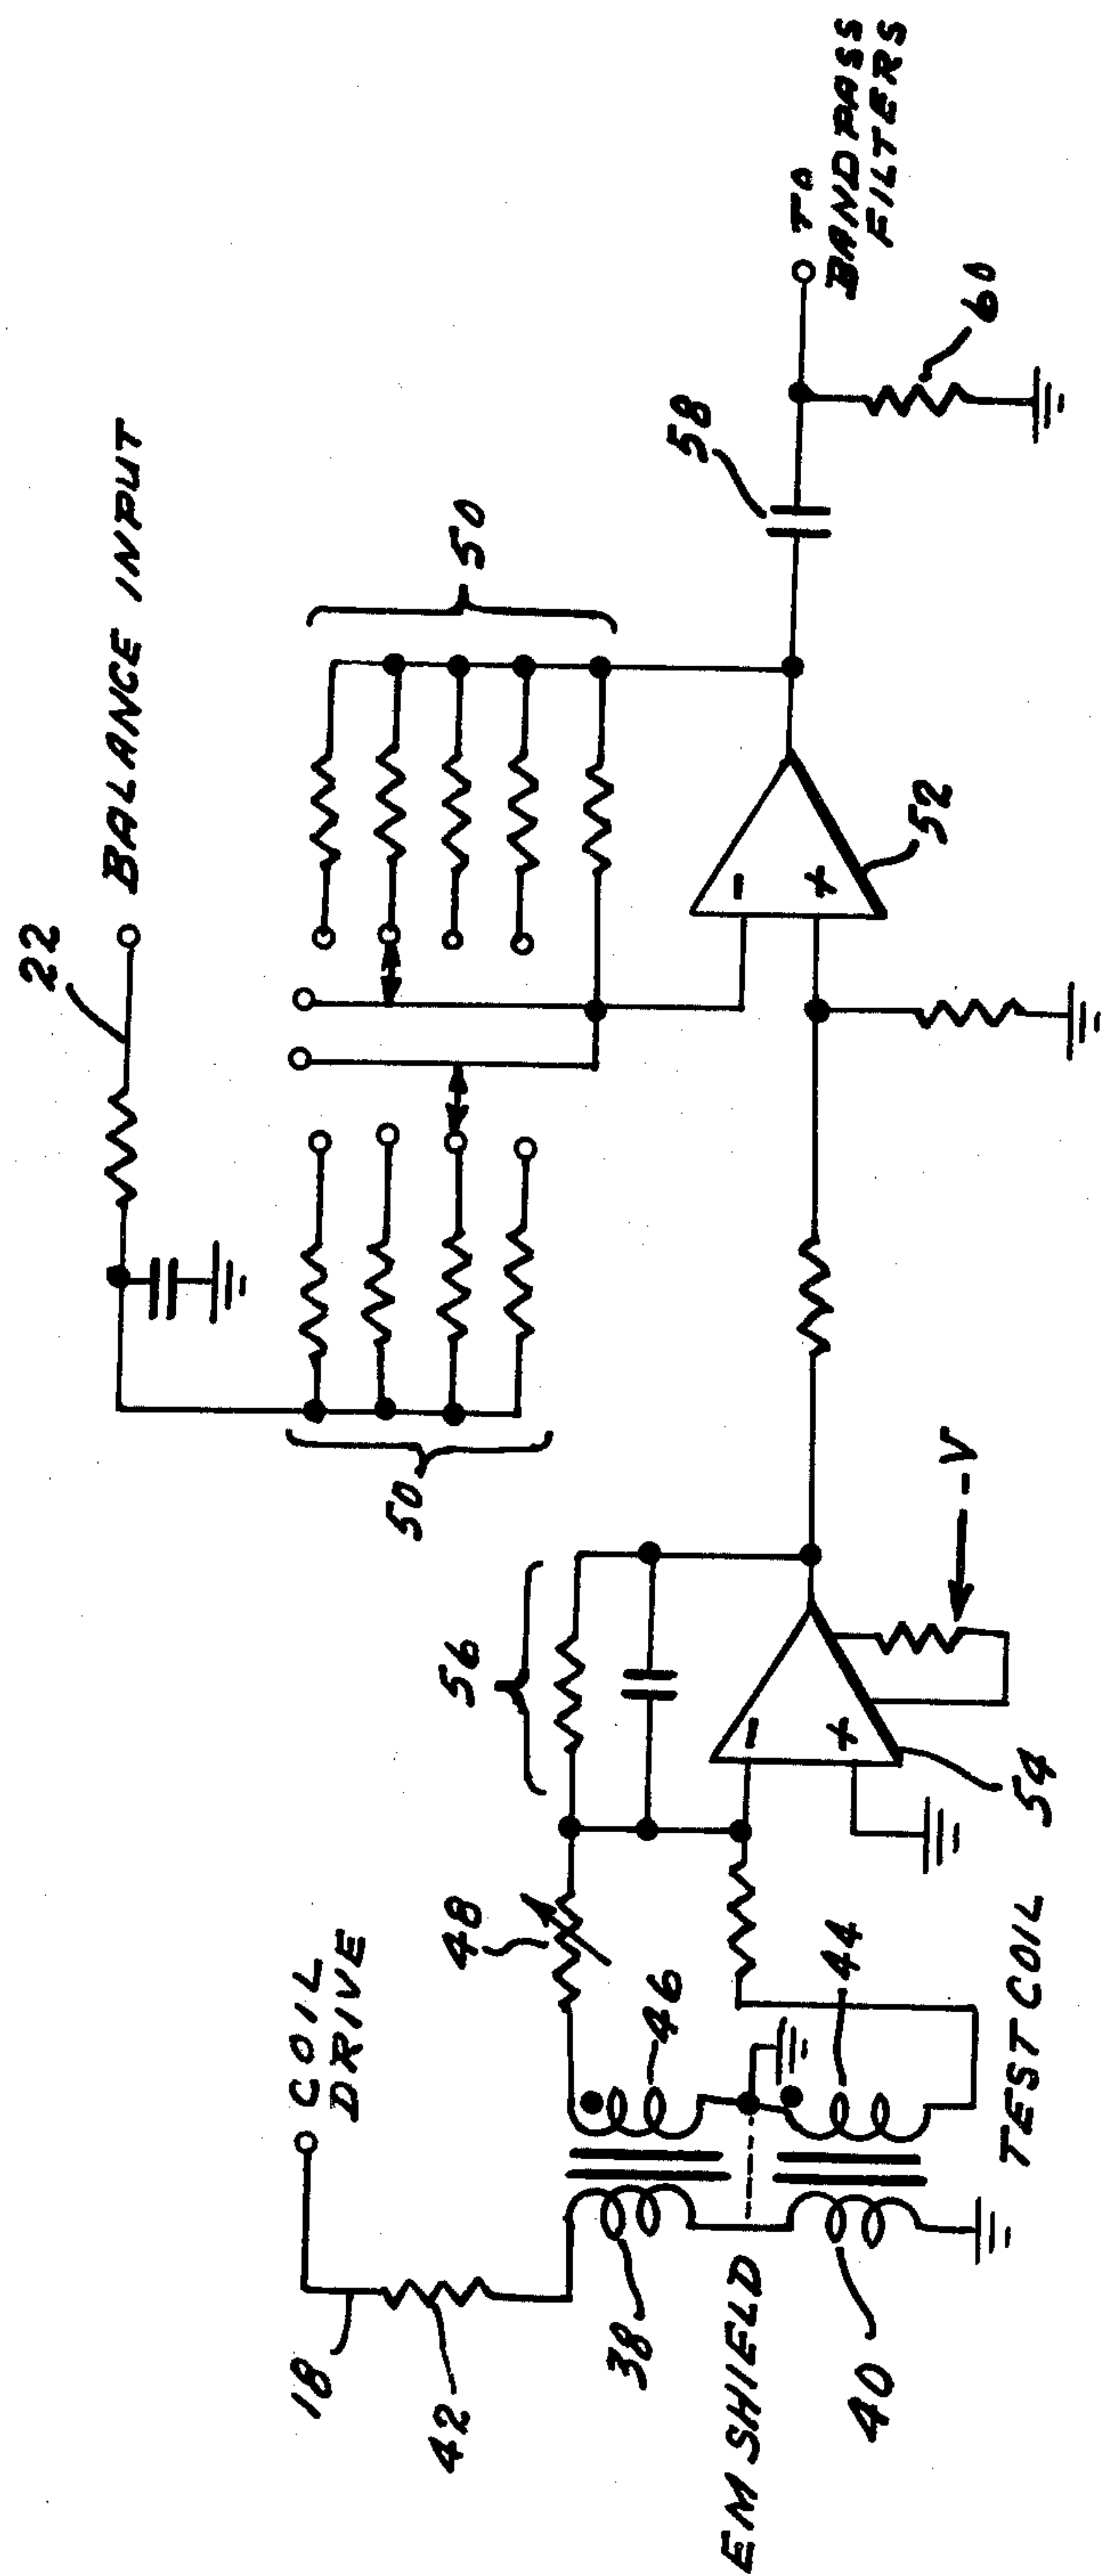 22
BALANCE INPUT
COIL
DRIVE
18
42
50
50
48
56
46
38
-
+
52
58
TO
BANDPASS
FILTERS
60
-
+
-V
54
44
EM SHIELD
40
TEST COIL